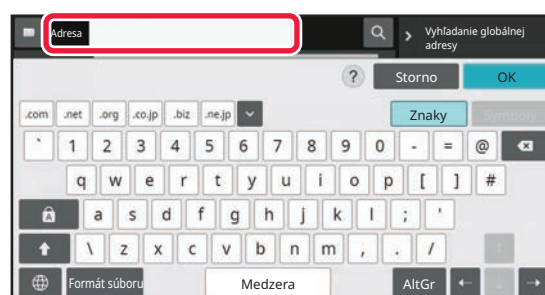 Adresa
Vyhľadanie globálnej
adresy
? Storno OK
.com .net .org .co.jp .biz .ne.jp Znaky Symboly
` 1 2 3 4 5 6 7 8 9 0 - = @
q w e r t y u i o p [ ] #
A a s d f g h j k l ; '
\ z x c v b n m , . /
Formát súboru Medzera AltGr